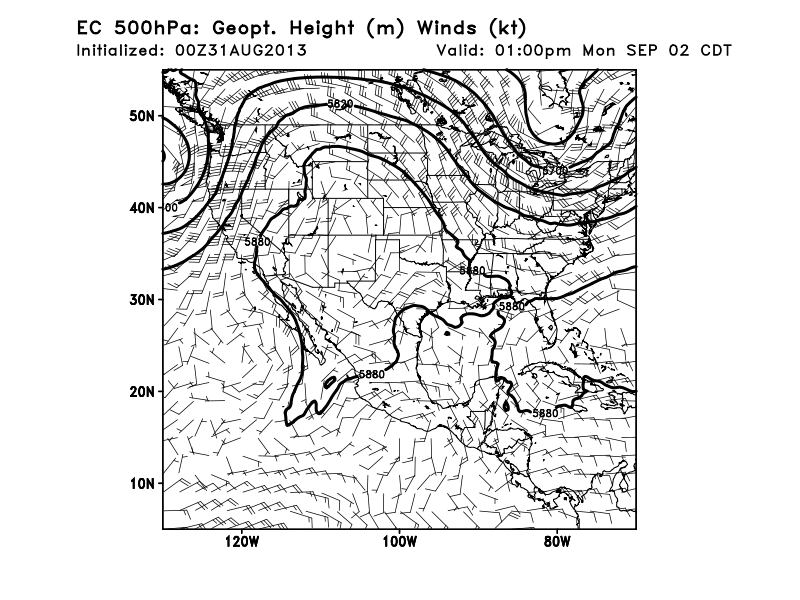 EC 500hPa: Geopt. Height (m) Winds (kt)
Initialized: 00Z31AUG2013 Valid: 01:00pm Mon SEP 02 CDT
50N
40N
30N
20N
10N
120W 100W 80W
5820
00
5880
5880
5880
5880
5880